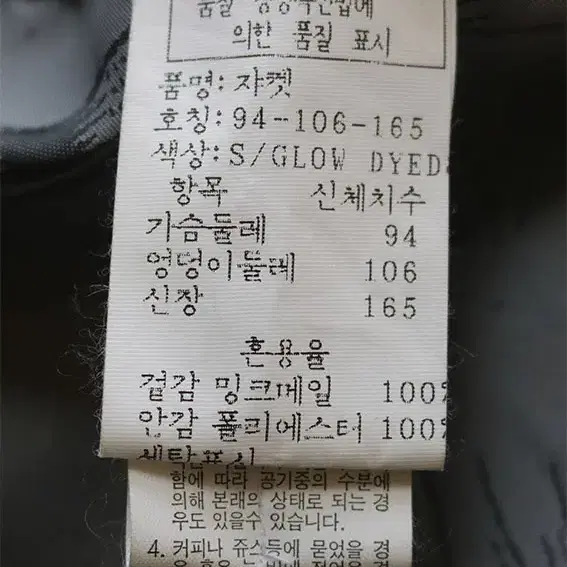 의한 품질 표시
품명: 자켓
호칭: 94-106-165
색상: S/GLOW DYED
항목 신체치수
가슴둘레 94
엉덩이둘레 106
신장 165
혼용율
겉감 밍크메일 100%
안감 폴리에스터 100%
함에 따라 공기중의 수분에
의해 본래의 상태로 되는 경
우도 있을수 있습니다.
4. 커피나 쥬스등에 묻었을 경